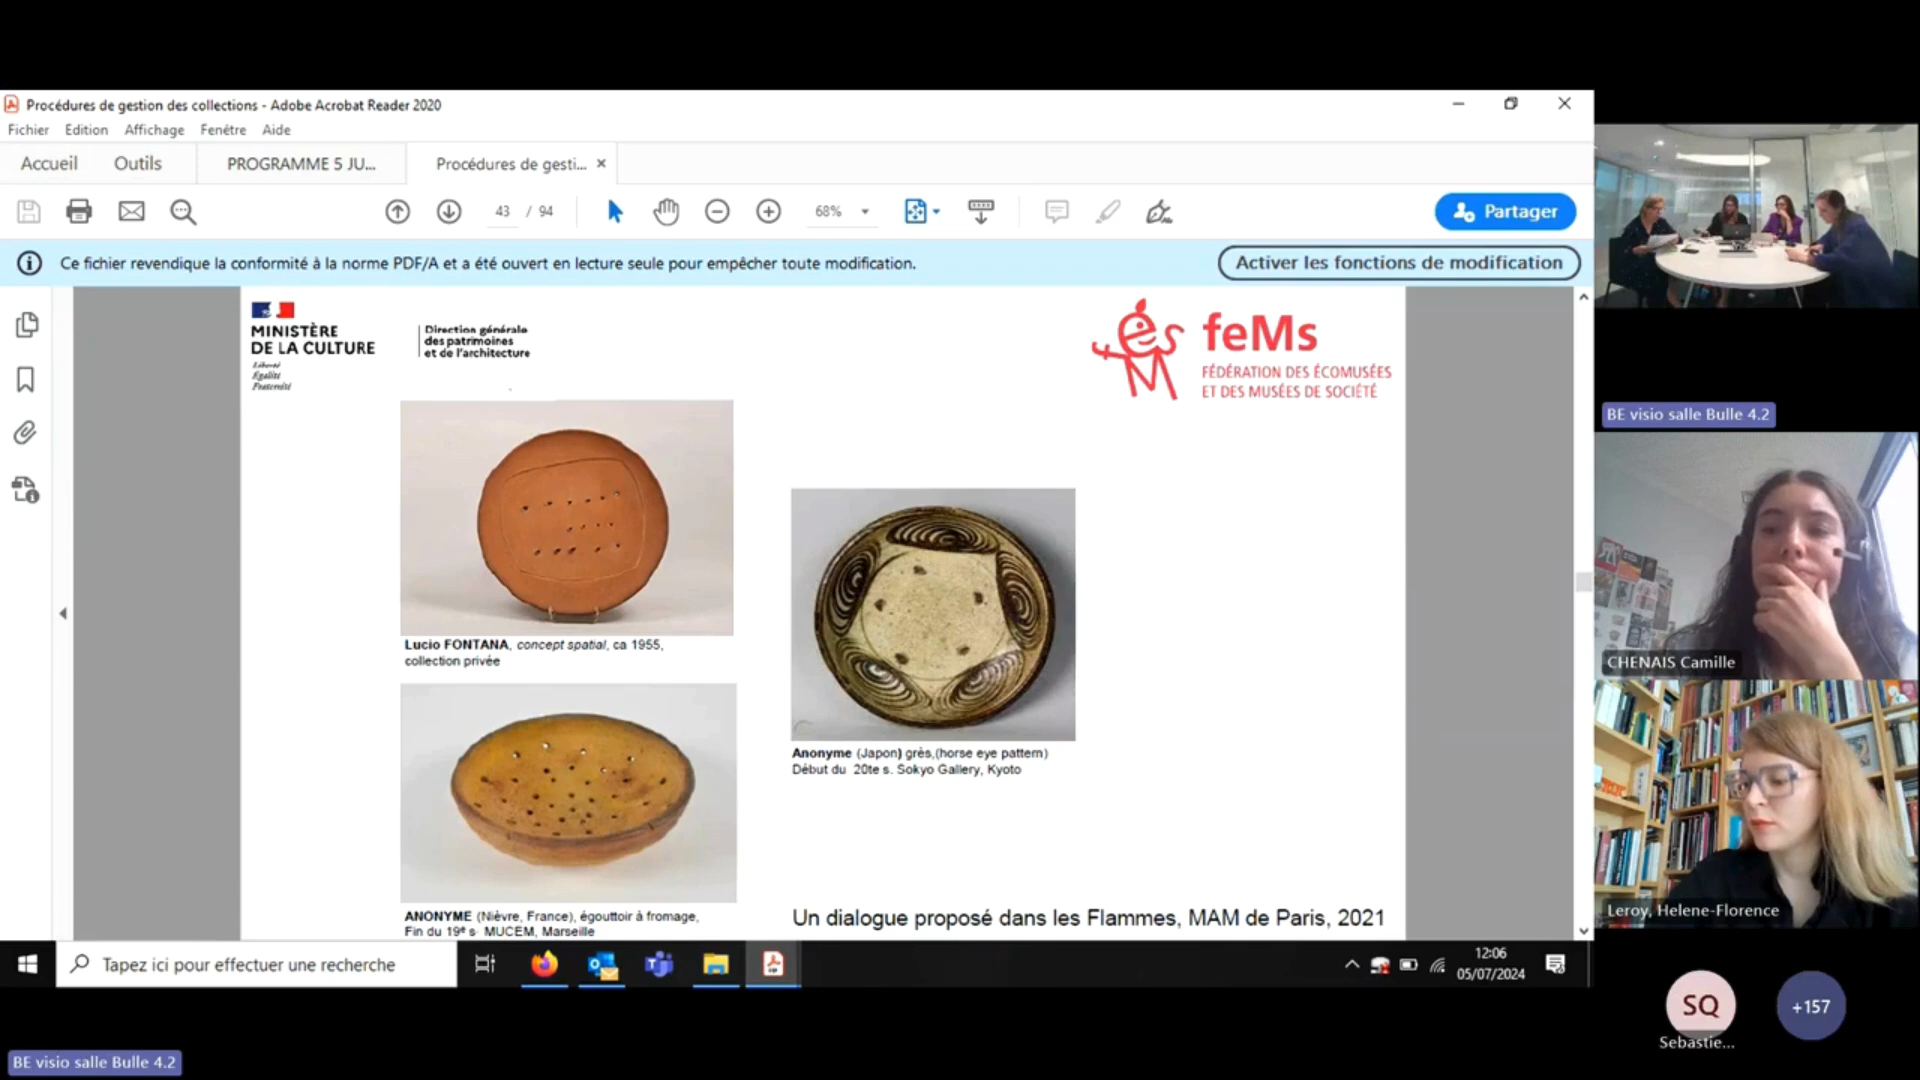 Procédures de gestion des collections - Adobe Acrobat Reader 2020
Fichier Edition Affichage Fenêtre Aide
Accueil Outils PROGRAMME 5 JU... Procédures de gesti... ×
43 / 94 68% Partager
Ce fichier revendique la conformité à la norme PDF/A et a été ouvert en lecture seule pour empêcher toute modification. Activer les fonctions de modification
MINISTÈRE
DE LA CULTURE
Liberté
Égalité
Fraternité
Direction générale
des patrimoines
et de l'architecture
feMs
FÉDÉRATION DES ÉCOMUSÉES
ET DES MUSÉES DE SOCIÉTÉ
Lucio FONTANA, concept spatial, ca 1955,
collection privée
Anonyme (Japon) grès,(horse eye pattern)
Début du 20te s. Sokyo Gallery, Kyoto
ANONYME (Nièvre, France), égouttoir à fromage,
Fin du 19e s- MUCEM, Marseille
Un dialogue proposé dans les Flammes, MAM de Paris, 2021
BE visio salle Bulle 4.2
CHENAIS Camille
Leroy, Helene-Florence
SQ
Sebastie...
+157
Tapez ici pour effectuer une recherche
12:06
05/07/2024
BE visio salle Bulle 4.2